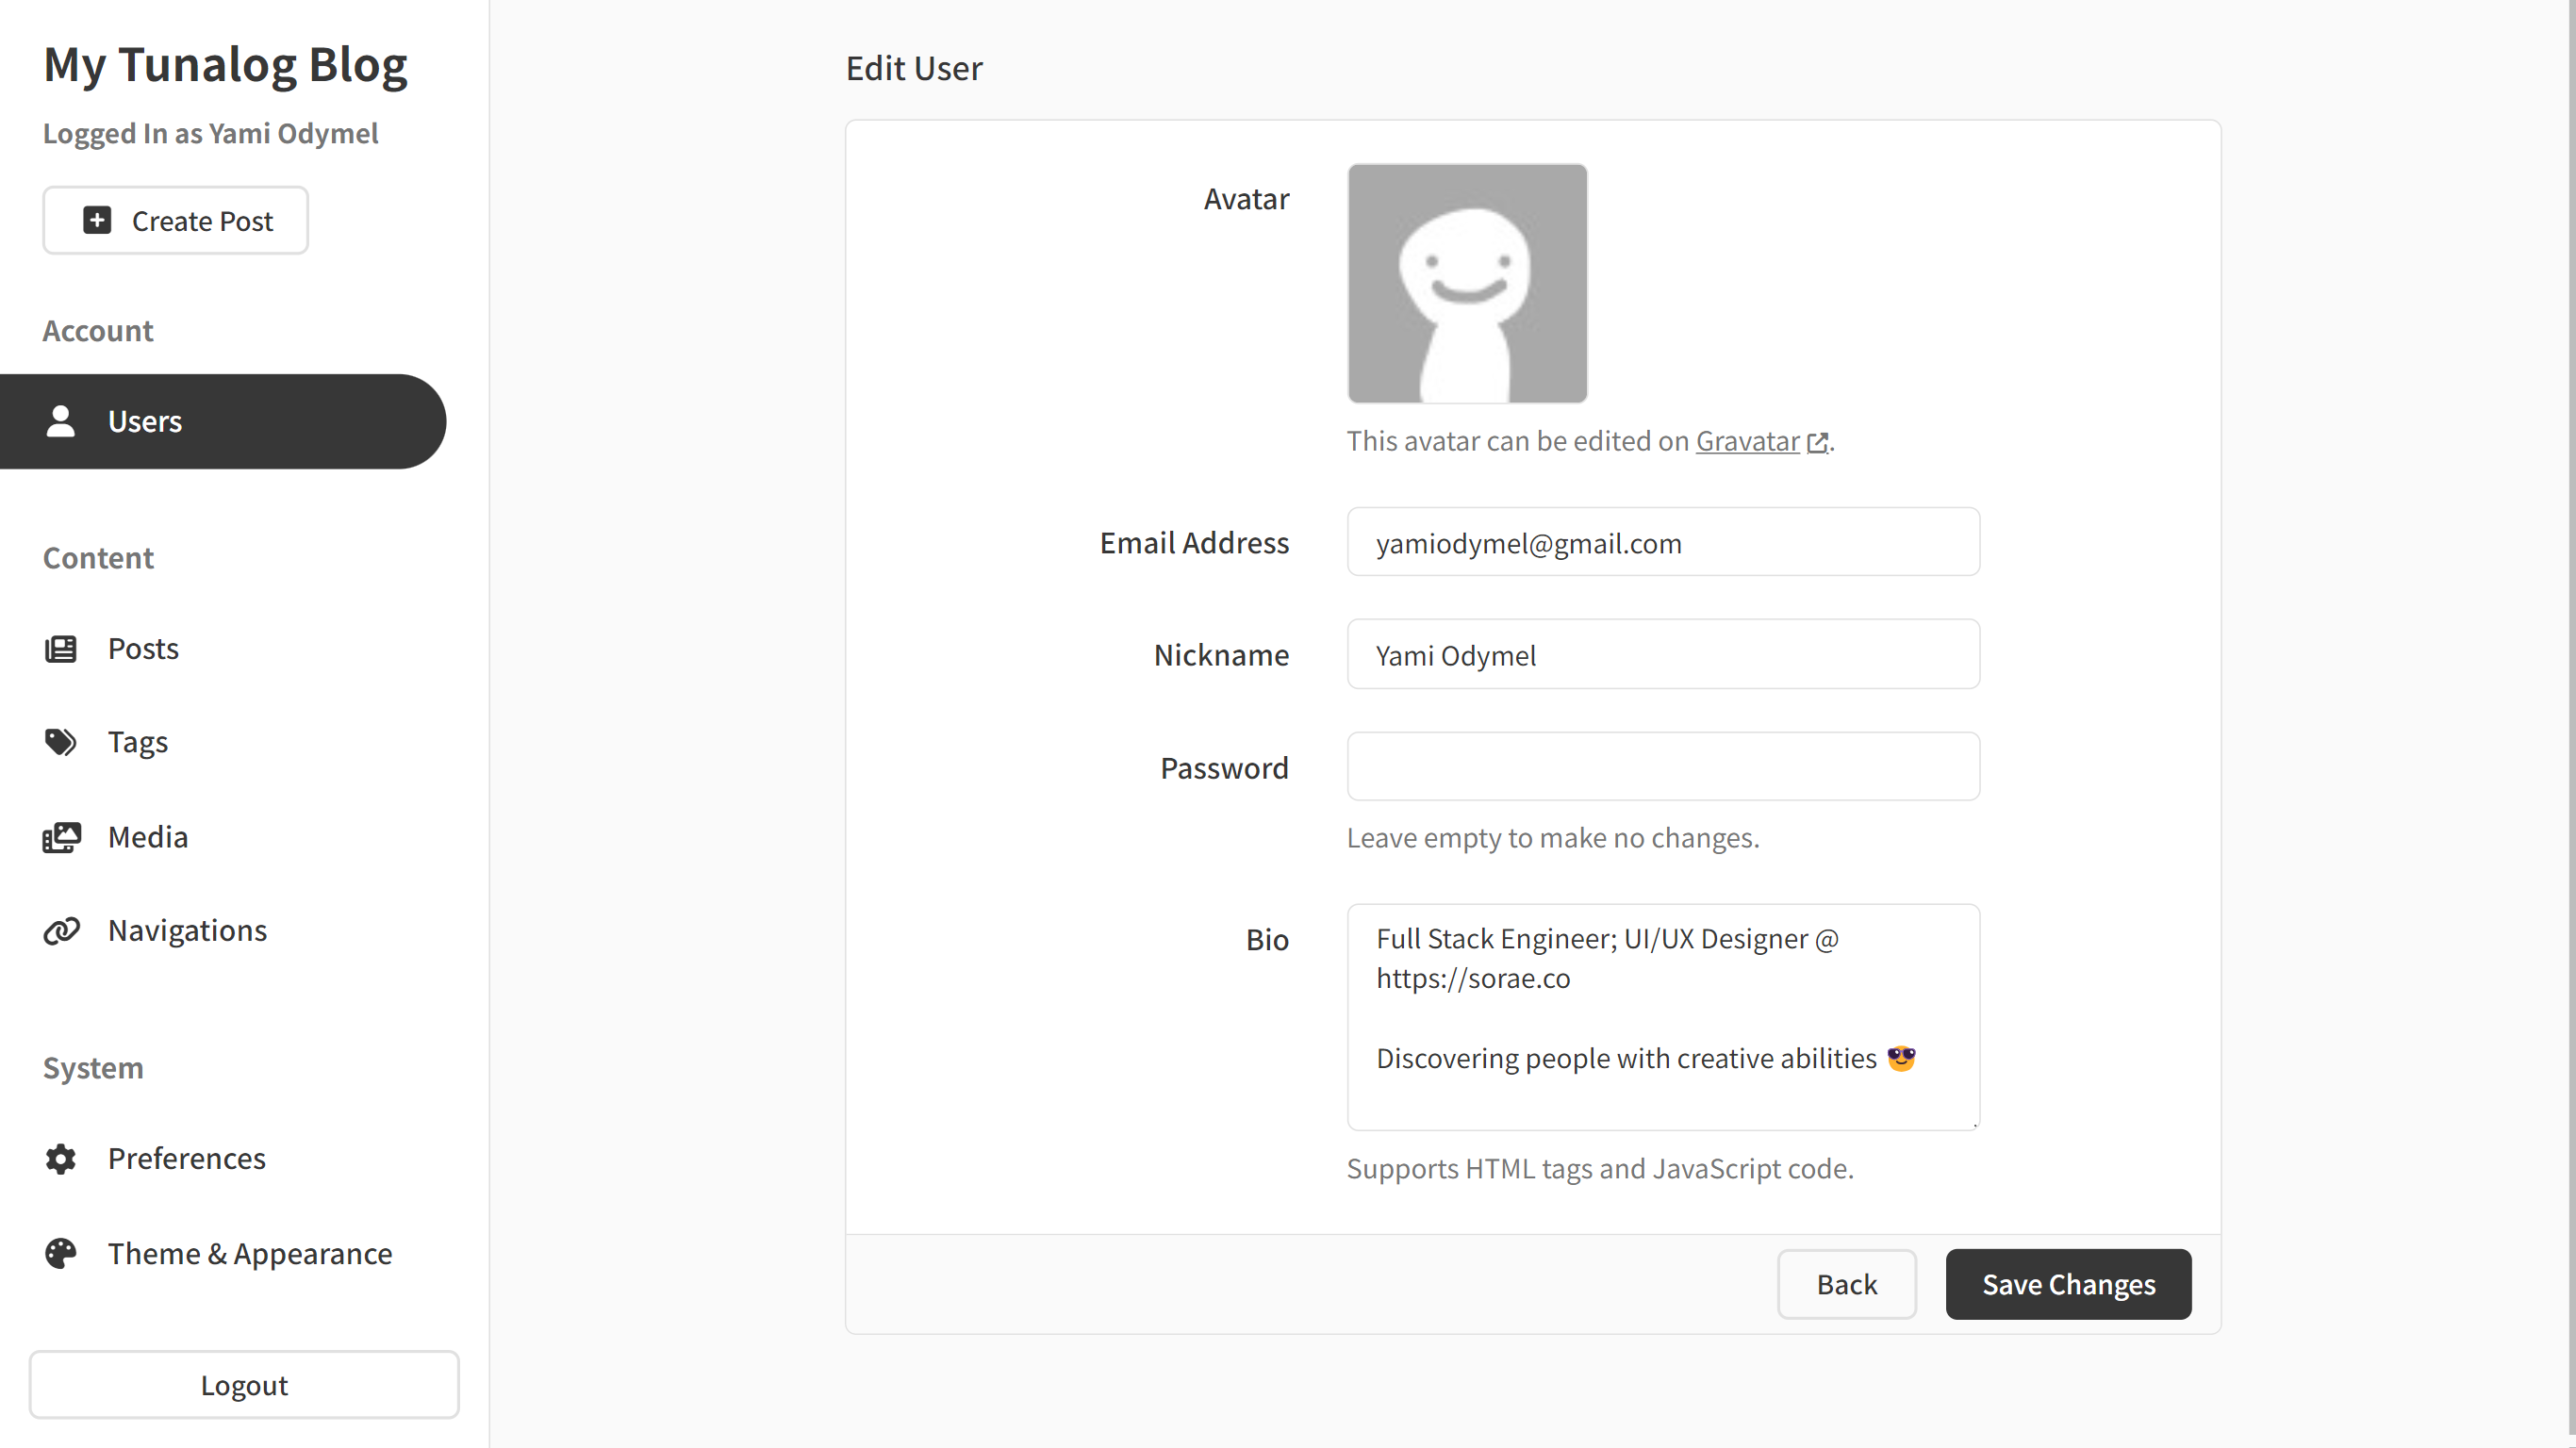 My Tunalog Blog
Logged In as Yami Odymel
Create Post
Account
Users
Content
Posts
Tags
Media
Navigations
System
Preferences
Theme & Appearance
Logout
Edit User
Avatar
This avatar can be edited on Gravatar.
Email Address
yamiodymel@gmail.com
Nickname
Yami Odymel
Password
Leave empty to make no changes.
Bio
Full Stack Engineer; UI/UX Designer @
https://sorae.co
Discovering people with creative abilities 😎
Supports HTML tags and JavaScript code.
Back
Save Changes